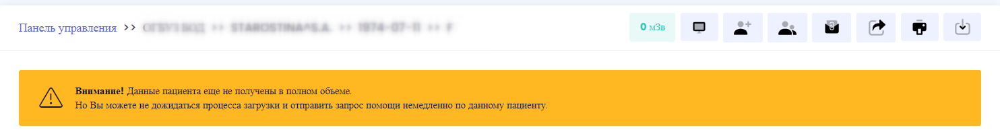 Панель управления >>
0 мЗв
Внимание! Данные пациента еще не получены в полном объеме.
Но Вы можете не дожидаться процесса загрузки и отправить запрос помощи немедленно по данному пациенту.